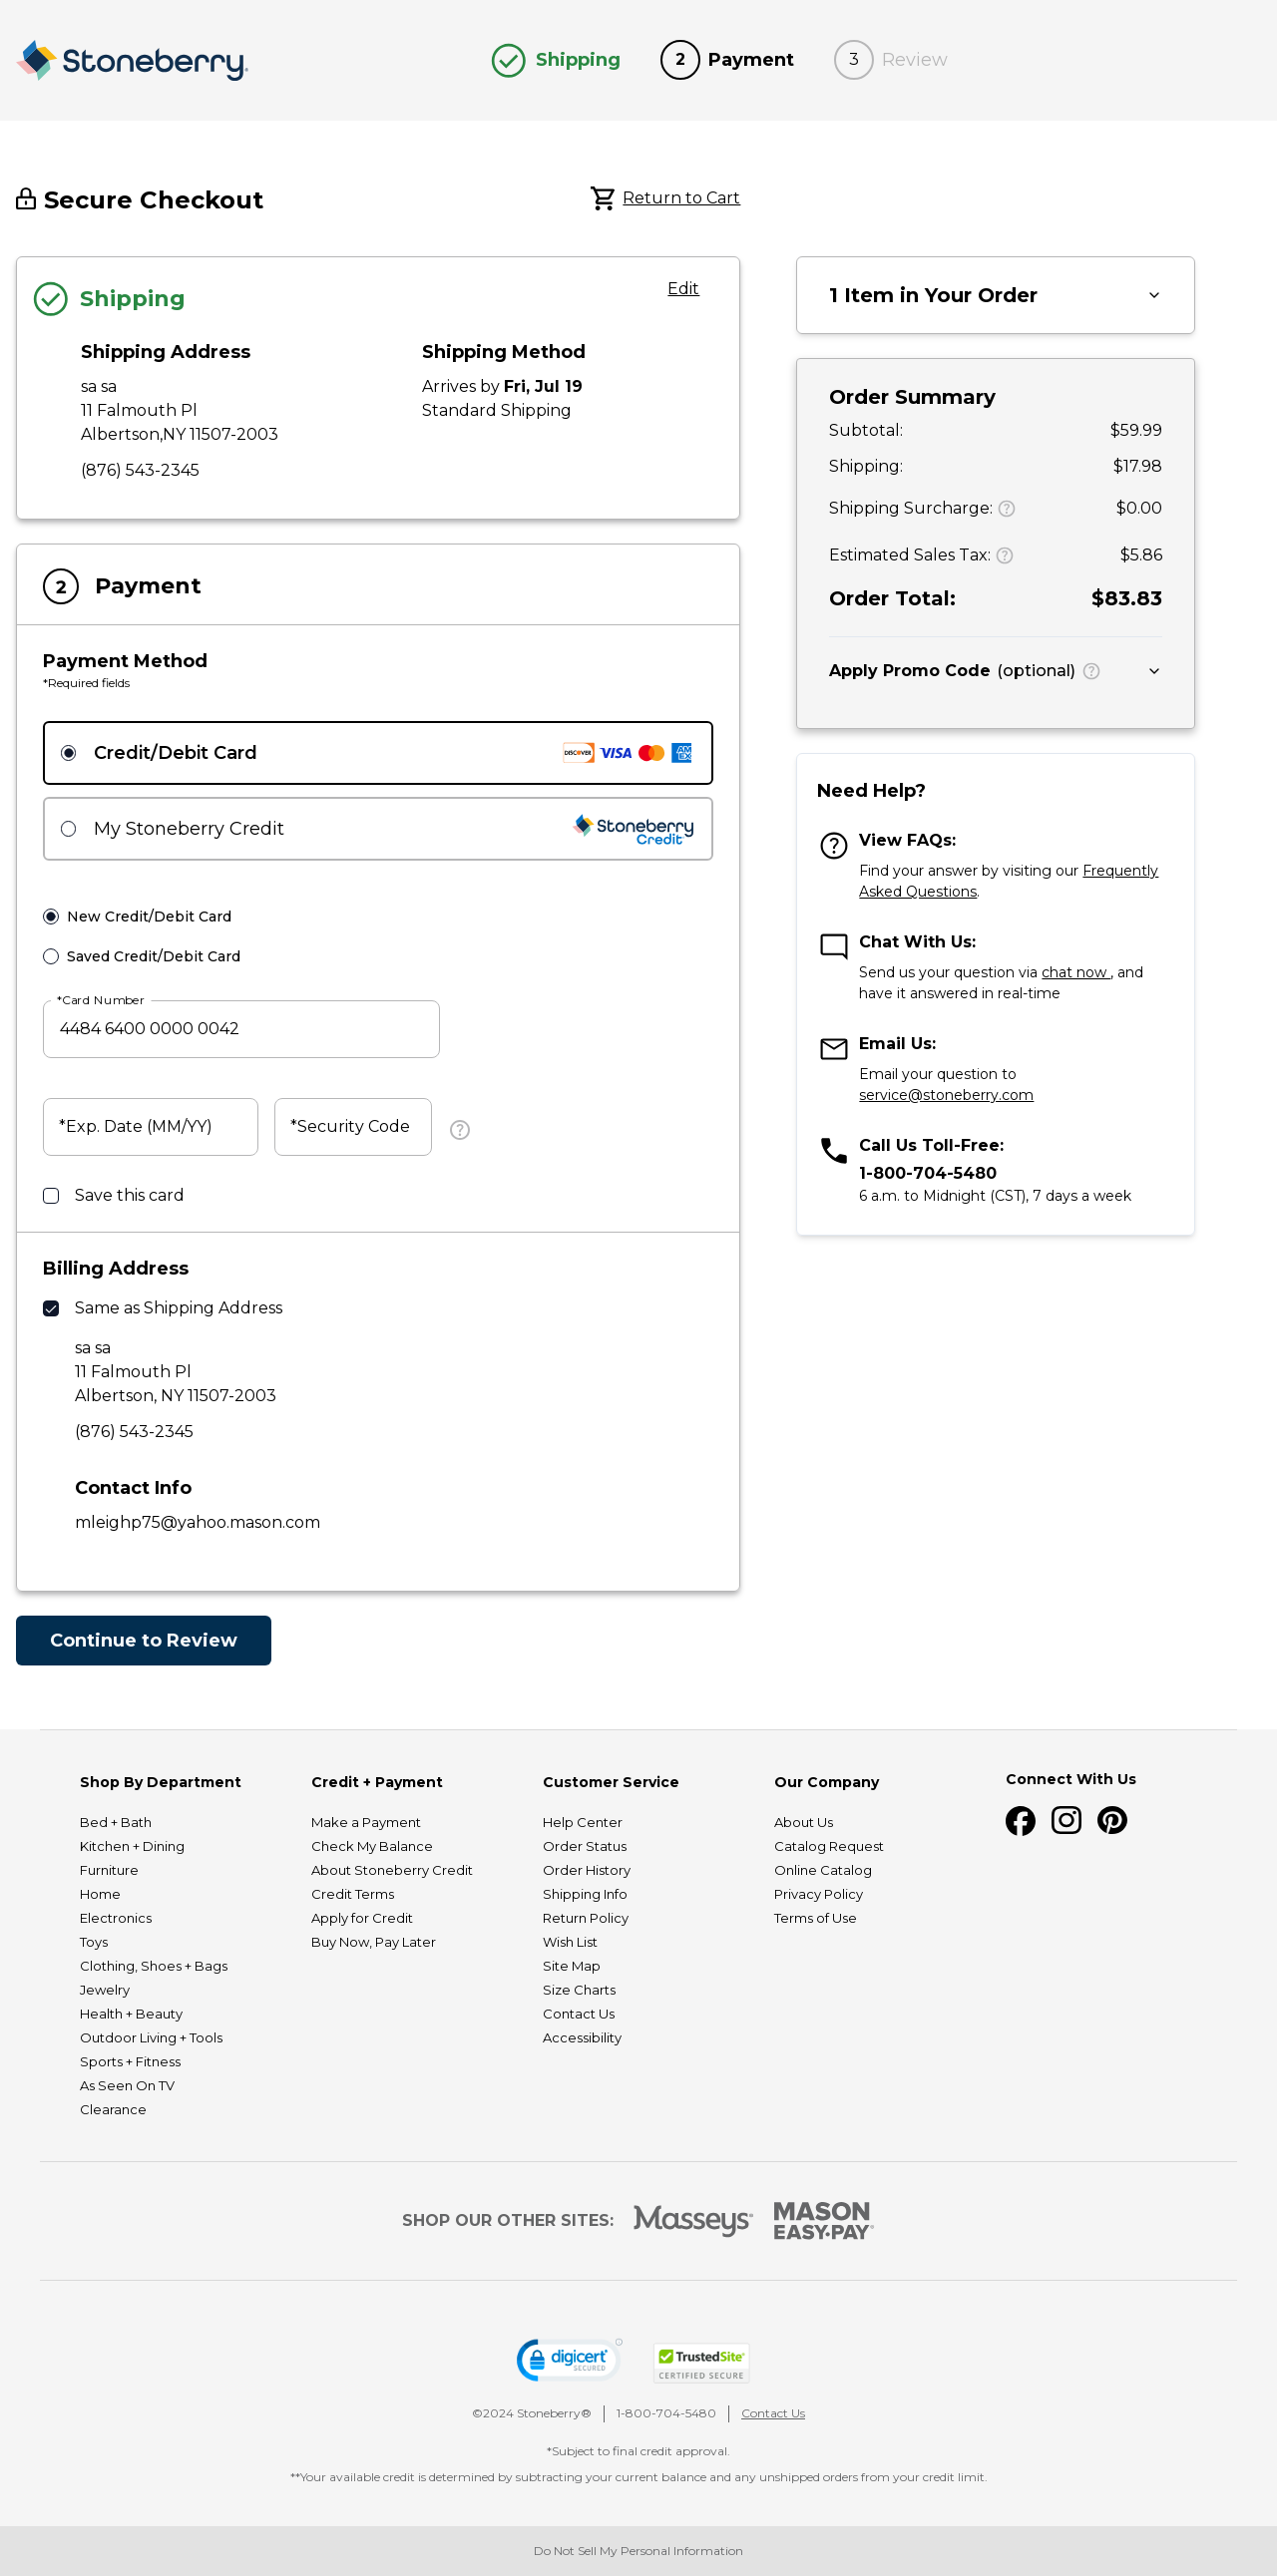 Stoneberry
Shipping
2 Payment
3 Review
Secure Checkout
Return to Cart
Shipping
Edit
Shipping Address
sa sa
11 Falmouth Pl
Albertson,NY 11507-2003
(876) 543-2345
Shipping Method
Arrives by Fri, Jul 19
Standard Shipping
2 Payment
Payment Method
*Required fields
Credit/Debit Card
DISCOVER VISA AMEX
My Stoneberry Credit
Stoneberry
Credit
New Credit/Debit Card
Saved Credit/Debit Card
*Card Number
4484 6400 0000 0042
*Exp. Date (MM/YY)
*Security Code
?
Save this card
Billing Address
Same as Shipping Address
sa sa
11 Falmouth Pl
Albertson, NY 11507-2003
(876) 543-2345
Contact Info
mleighp75@yahoo.mason.com
Continue to Review
1 Item in Your Order
Order Summary
Subtotal: $59.99
Shipping: $17.98
Shipping Surcharge: ? $0.00
Estimated Sales Tax: ? $5.86
Order Total: $83.83
Apply Promo Code (optional) ?
Need Help?
?
View FAQs:
Find your answer by visiting our Frequently
Asked Questions.
Chat With Us:
Send us your question via chat now , and
have it answered in real-time
Email Us:
Email your question to
service@stoneberry.com
Call Us Toll-Free:
1-800-704-5480
6 a.m. to Midnight (CST), 7 days a week
Shop By Department
Bed + Bath
Kitchen + Dining
Furniture
Home
Electronics
Toys
Clothing, Shoes + Bags
Jewelry
Health + Beauty
Outdoor Living + Tools
Sports + Fitness
As Seen On TV
Clearance
Credit + Payment
Make a Payment
Check My Balance
About Stoneberry Credit
Credit Terms
Apply for Credit
Buy Now, Pay Later
Customer Service
Help Center
Order Status
Order History
Shipping Info
Return Policy
Wish List
Site Map
Size Charts
Contact Us
Accessibility
Our Company
About Us
Catalog Request
Online Catalog
Privacy Policy
Terms of Use
Connect With Us
SHOP OUR OTHER SITES:
Masseys®
MASON
EASY•PAY®
digicert
SECURED
TrustedSite
CERTIFIED SECURE
©2024 Stoneberry® | 1-800-704-5480 | Contact Us
*Subject to final credit approval.
**Your available credit is determined by subtracting your current balance and any unshipped orders from your credit limit.
Do Not Sell My Personal Information